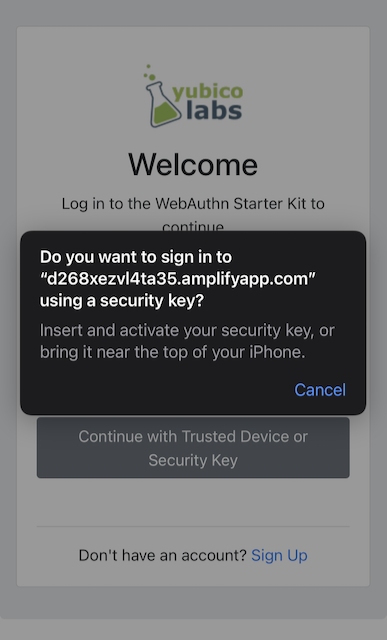 yubico
labs
Welcome
Log in to the WebAuthn Starter Kit to
continue
Do you want to sign in to
“d268xezvl4ta35.amplifyapp.com”
using a security key?
Insert and activate your security key, or
bring it near the top of your iPhone.
Cancel
Continue with Trusted Device or
Security Key
Don't have an account? Sign Up